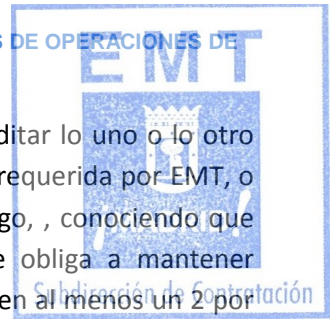 S DE OPERACIONES DE
EMT
ditar lo uno o lo otro
requerida por EMT, o
go, , conociendo que
¡MADRID!
e obliga a mantener
en al menos un 2 por
Subdirección de Contratación